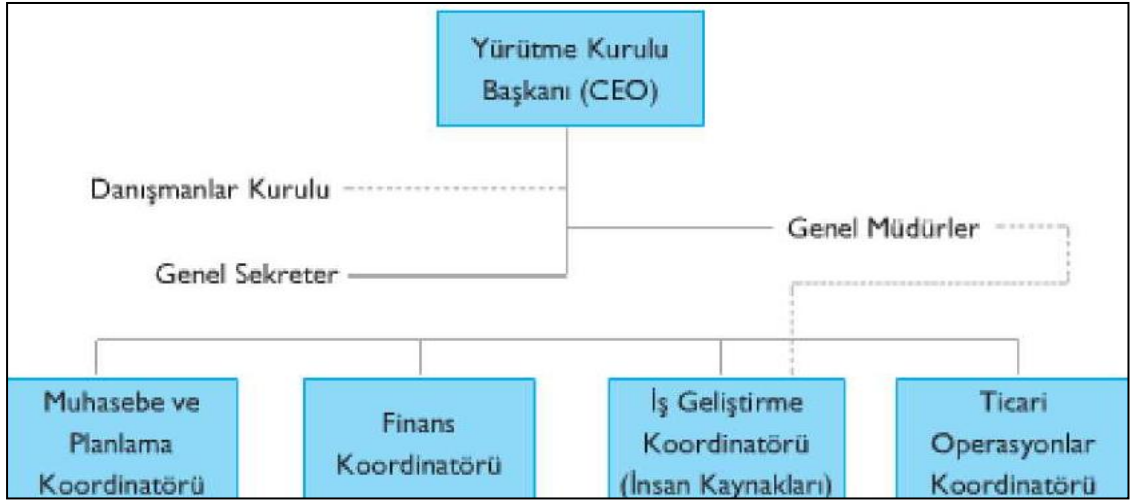 Yürütme Kurulu
Başkanı (CEO)
Danışmanlar Kurulu
Genel Müdürler
Genel Sekreter
Muhasebe ve
Planlama
Koordinatörü
Finans
Koordinatörü
İş Geliştirme
Koordinatörü
(İnsan Kaynakları)
Ticari
Operasyonlar
Koordinatörü